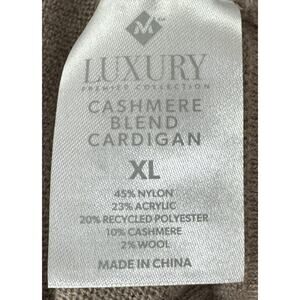 M
LUXURY
PREMIER COLLECTION
CASHMERE
BLEND
CARDIGAN
XL
45% NYLON
23% ACRYLIC
20% RECYCLED POLYESTER
10% CASHMERE
2% WOOL
MADE IN CHINA